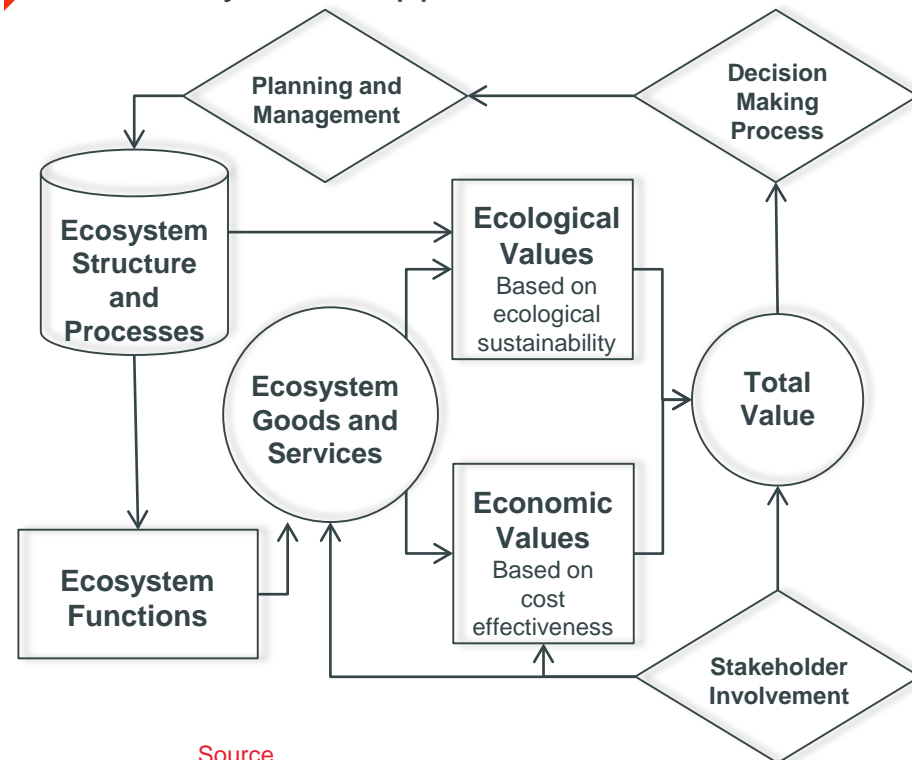 Planning and
Management
Decision
Making
Process
Ecosystem
Structure
and
Processes
Ecological
Values
Based on
ecological
sustainability
Ecosystem
Goods and
Services
Total
Value
Economic
Values
Based on
cost
effectiveness
Ecosystem
Functions
Stakeholder
Involvement
Source